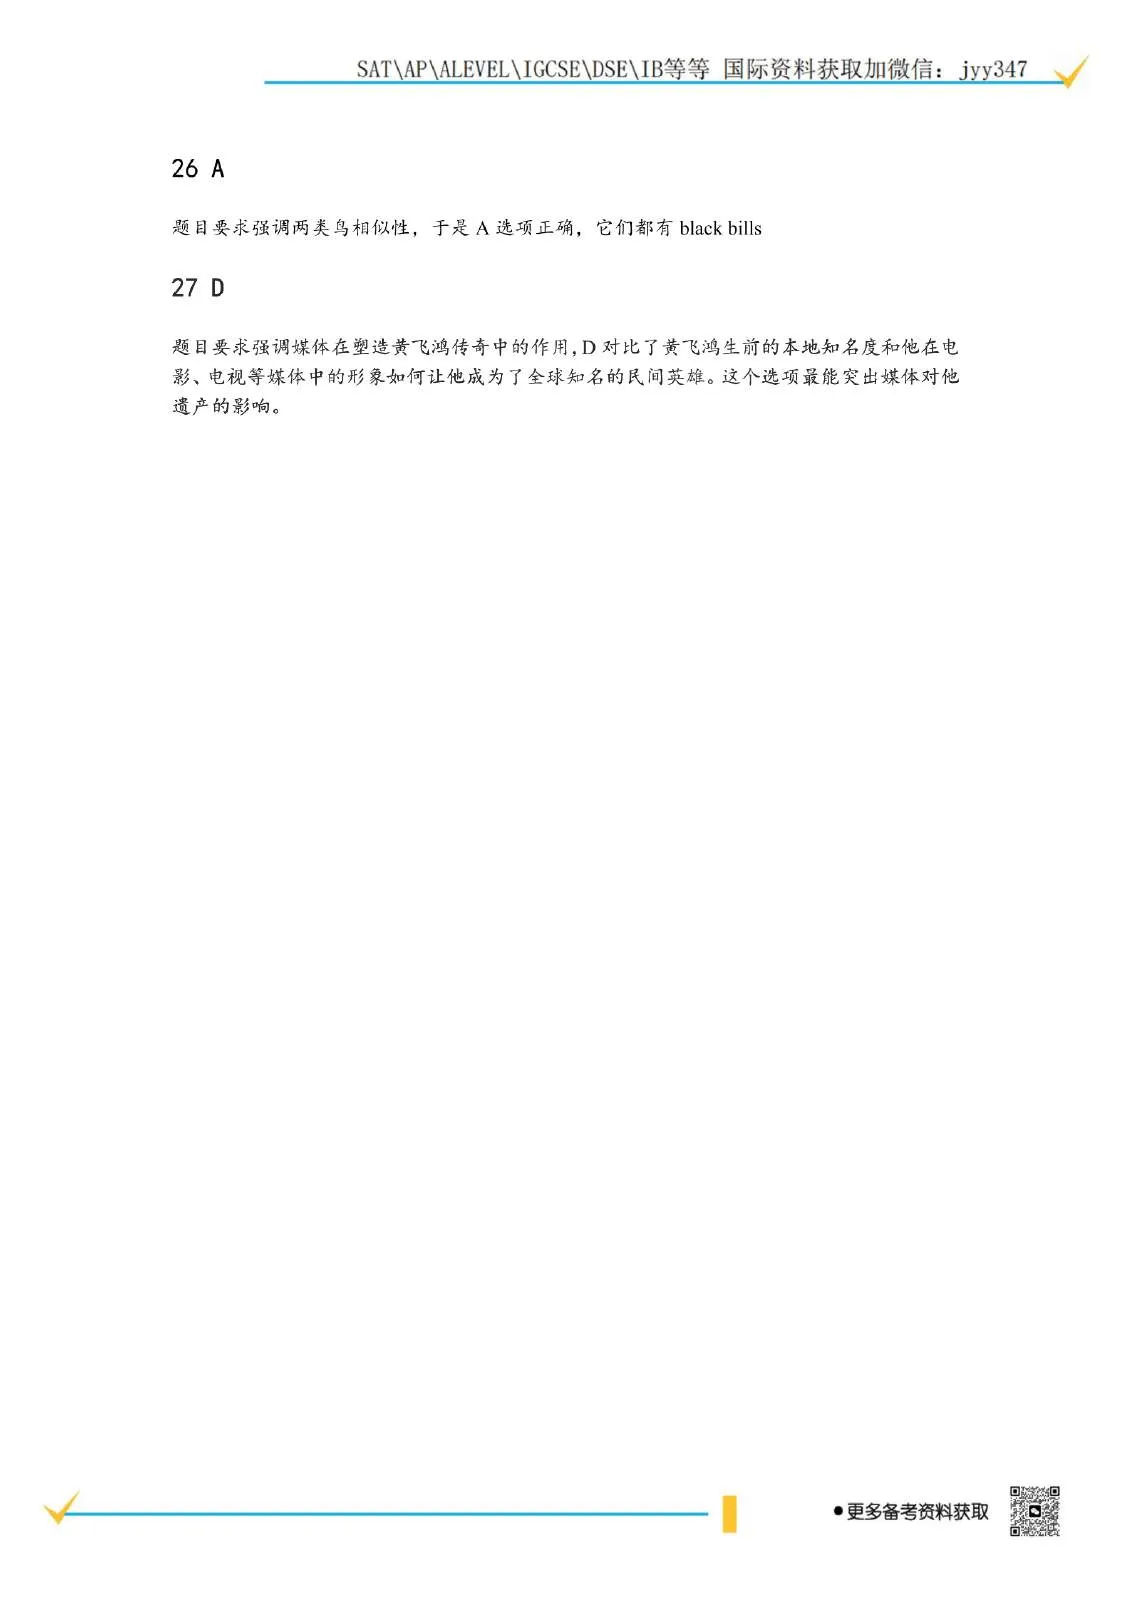 SAT\AP\ALEVEL\IGCSE\DSE\IB等等 国际资料获取加微信：jyy347
26 A
题目要求强调两类鸟相似性，于是 A 选项正确，它们都有 black bills
27 D
题目要求强调媒体在塑造黄飞鸿传奇中的作用，D 对比了黄飞鸿生前的本地知名度和他在电
影、电视等媒体中的形象如何让他成为了全球知名的民间英雄。这个选项最能突出媒体对他
遗产的影响。
●更多备考资料获取